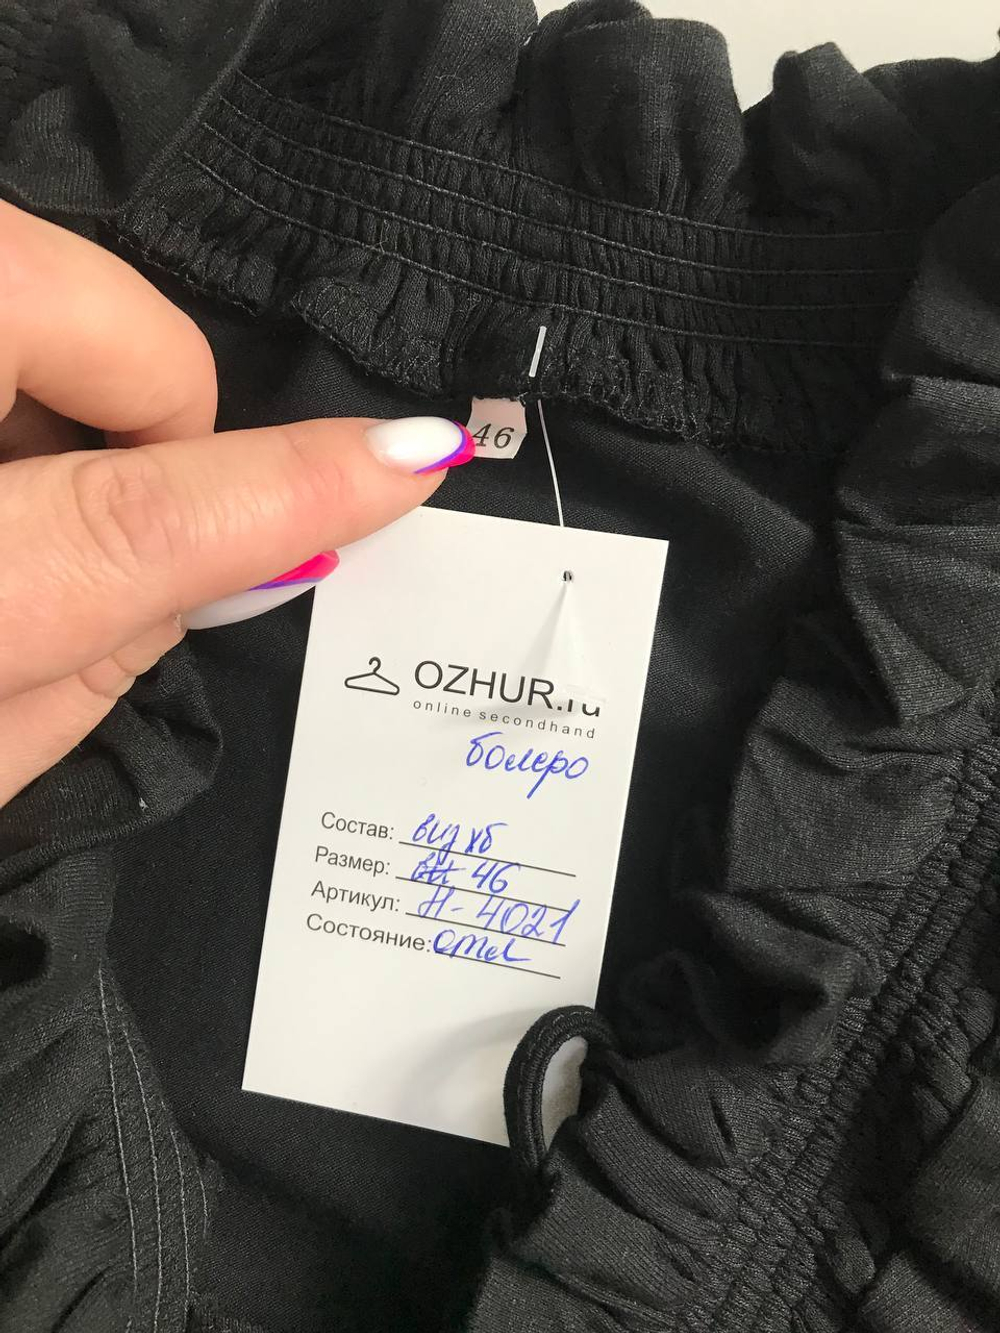 46
OZHUR.ru
online secondhand
болеро
Состав: виз хб
Размер: 46
Артикул: Н-4021
Состояние: отл